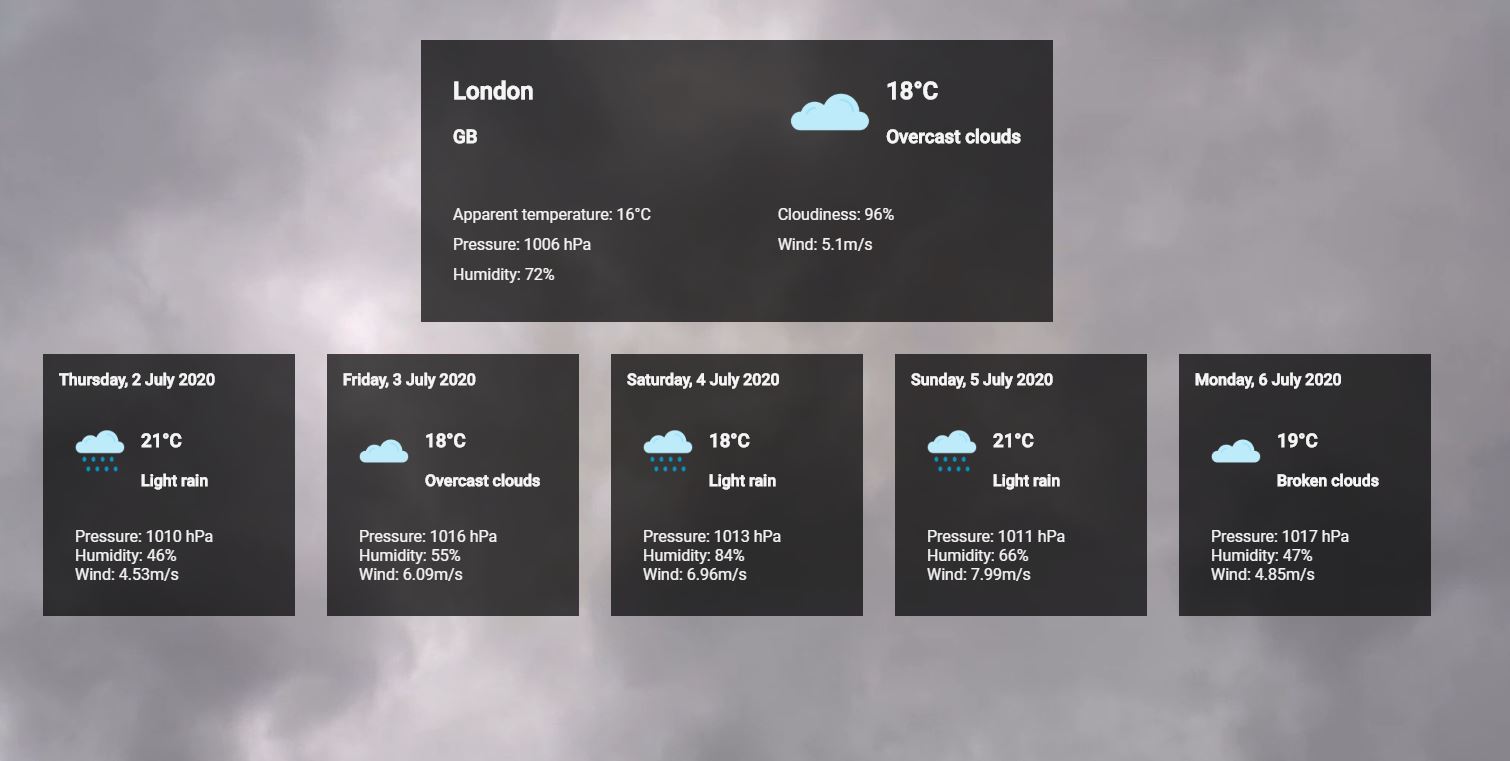 London
GB
18°C
Overcast clouds
Apparent temperature: 16°C
Pressure: 1006 hPa
Humidity: 72%
Cloudiness: 96%
Wind: 5.1m/s
Thursday, 2 July 2020
21°C
Light rain
Pressure: 1010 hPa
Humidity: 46%
Wind: 4.53m/s
Friday, 3 July 2020
18°C
Overcast clouds
Pressure: 1016 hPa
Humidity: 55%
Wind: 6.09m/s
Saturday, 4 July 2020
18°C
Light rain
Pressure: 1013 hPa
Humidity: 84%
Wind: 6.96m/s
Sunday, 5 July 2020
21°C
Light rain
Pressure: 1011 hPa
Humidity: 66%
Wind: 7.99m/s
Monday, 6 July 2020
19°C
Broken clouds
Pressure: 1017 hPa
Humidity: 47%
Wind: 4.85m/s